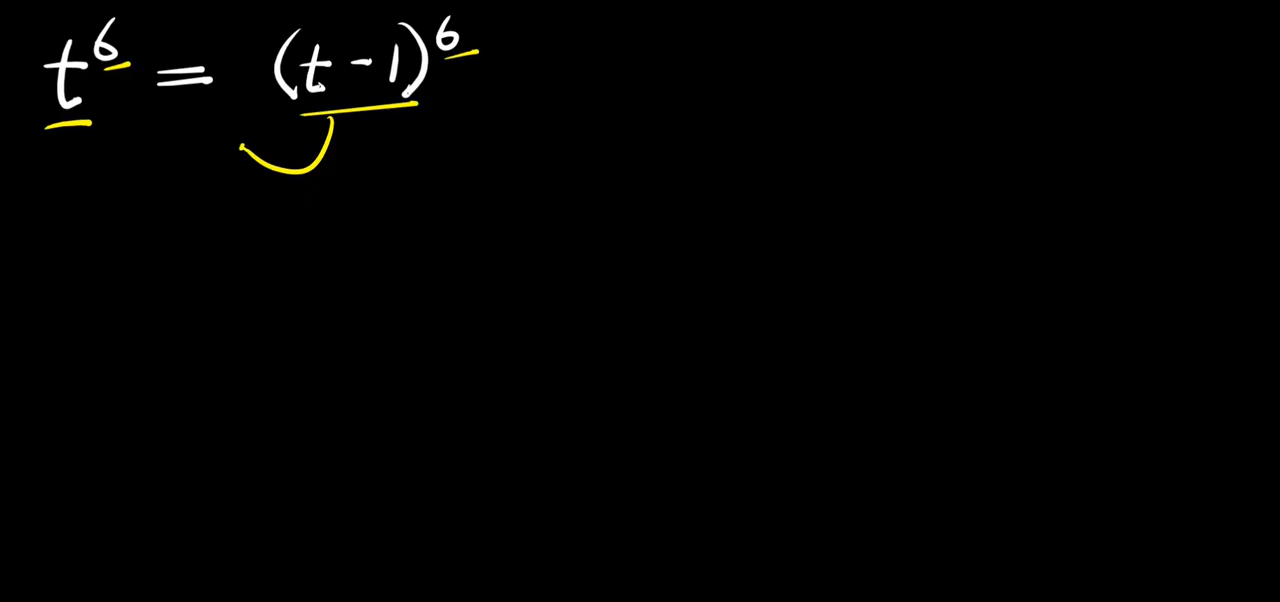 t⁶ = (t - 1)⁶